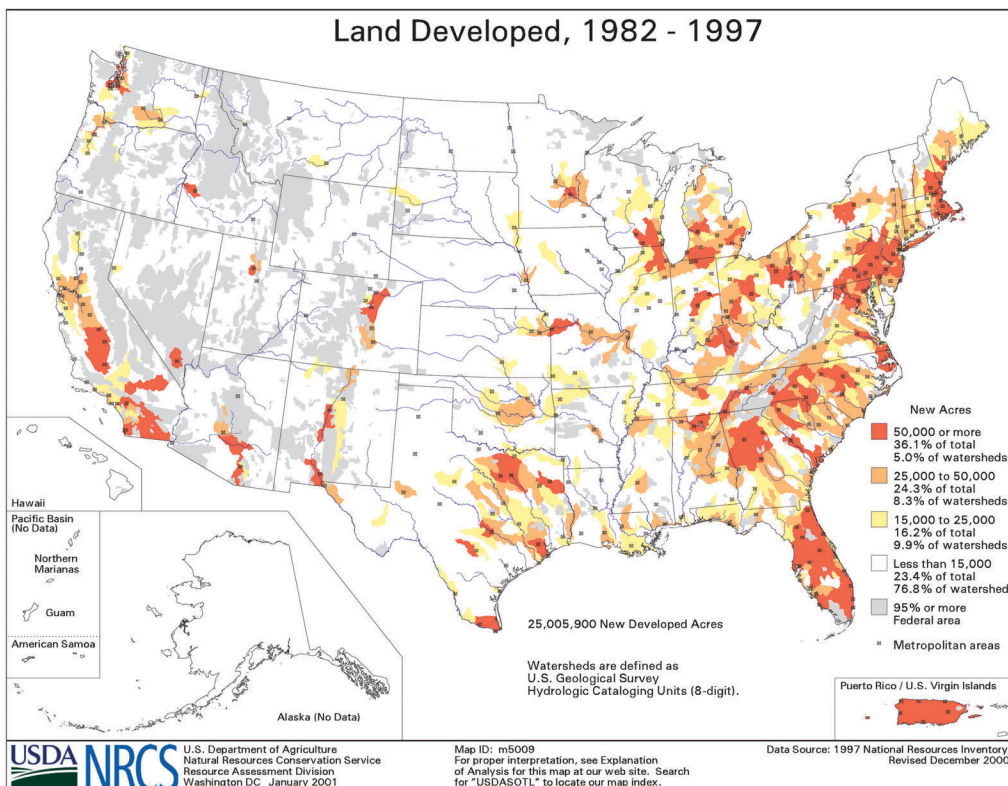 Land Developed, 1982 - 1997
New Acres
50,000 or more
36.1% of total
5.0% of watersheds
25,000 to 50,000
24.3% of total
8.3% of watersheds
15,000 to 25,000
16.2% of total
9.9% of watersheds
Less than 15,000
23.4% of total
76.8% of watershed
95% or more
Federal area
Metropolitan areas
Hawaii
Pacific Basin
(No Data)
Northern
Marianas
Guam
American Samoa
Alaska (No Data)
25,005,900 New Developed Acres
Watersheds are defined as
U.S. Geological Survey
Hydrologic Cataloging Units (8-digit).
Puerto Rico / U.S. Virgin Islands
USDA NRCS
U.S. Department of Agriculture
Natural Resources Conservation Service
Resource Assessment Division
Washington DC January 2001
Map ID: m5009
For proper interpretation, see Explanation
of Analysis for this map at our web site. Search
for "USDASOTL" to locate our map index.
Data Source: 1997 National Resources Inventory
Revised December 2000